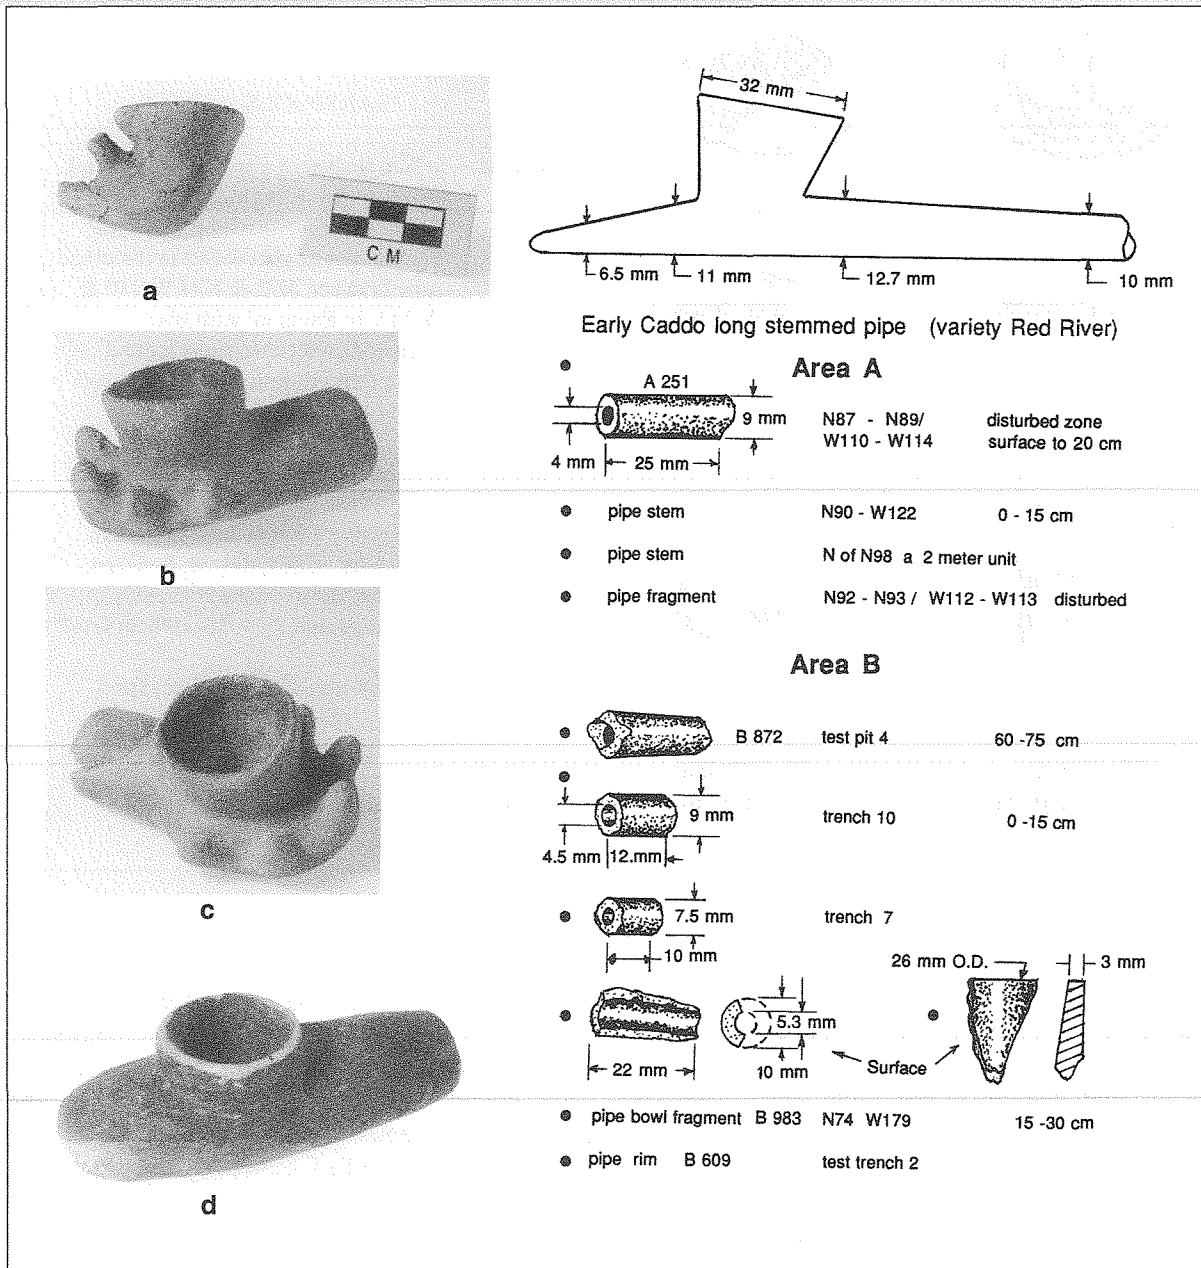 CM
a
b
c
d
32 mm
6.5 mm
11 mm
12.7 mm
10 mm
Early Caddo long stemmed pipe (variety Red River)
Area A
A 251
9 mm
4 mm
25 mm
N87 - N89/
W110 - W114
disturbed zone
surface to 20 cm
pipe stem N90 - W122 0 - 15 cm
pipe stem N of N98 a 2 meter unit
pipe fragment N92 - N93 / W112 - W113 disturbed
Area B
B 872 test pit 4 60 -75 cm
9 mm
4.5 mm
12.mm
trench 10 0 -15 cm
7.5 mm
10 mm
trench 7
26 mm O.D.
3 mm
5.3 mm
22 mm
10 mm
Surface
pipe bowl fragment B 983 N74 W179 15 -30 cm
pipe rim B 609 test trench 2